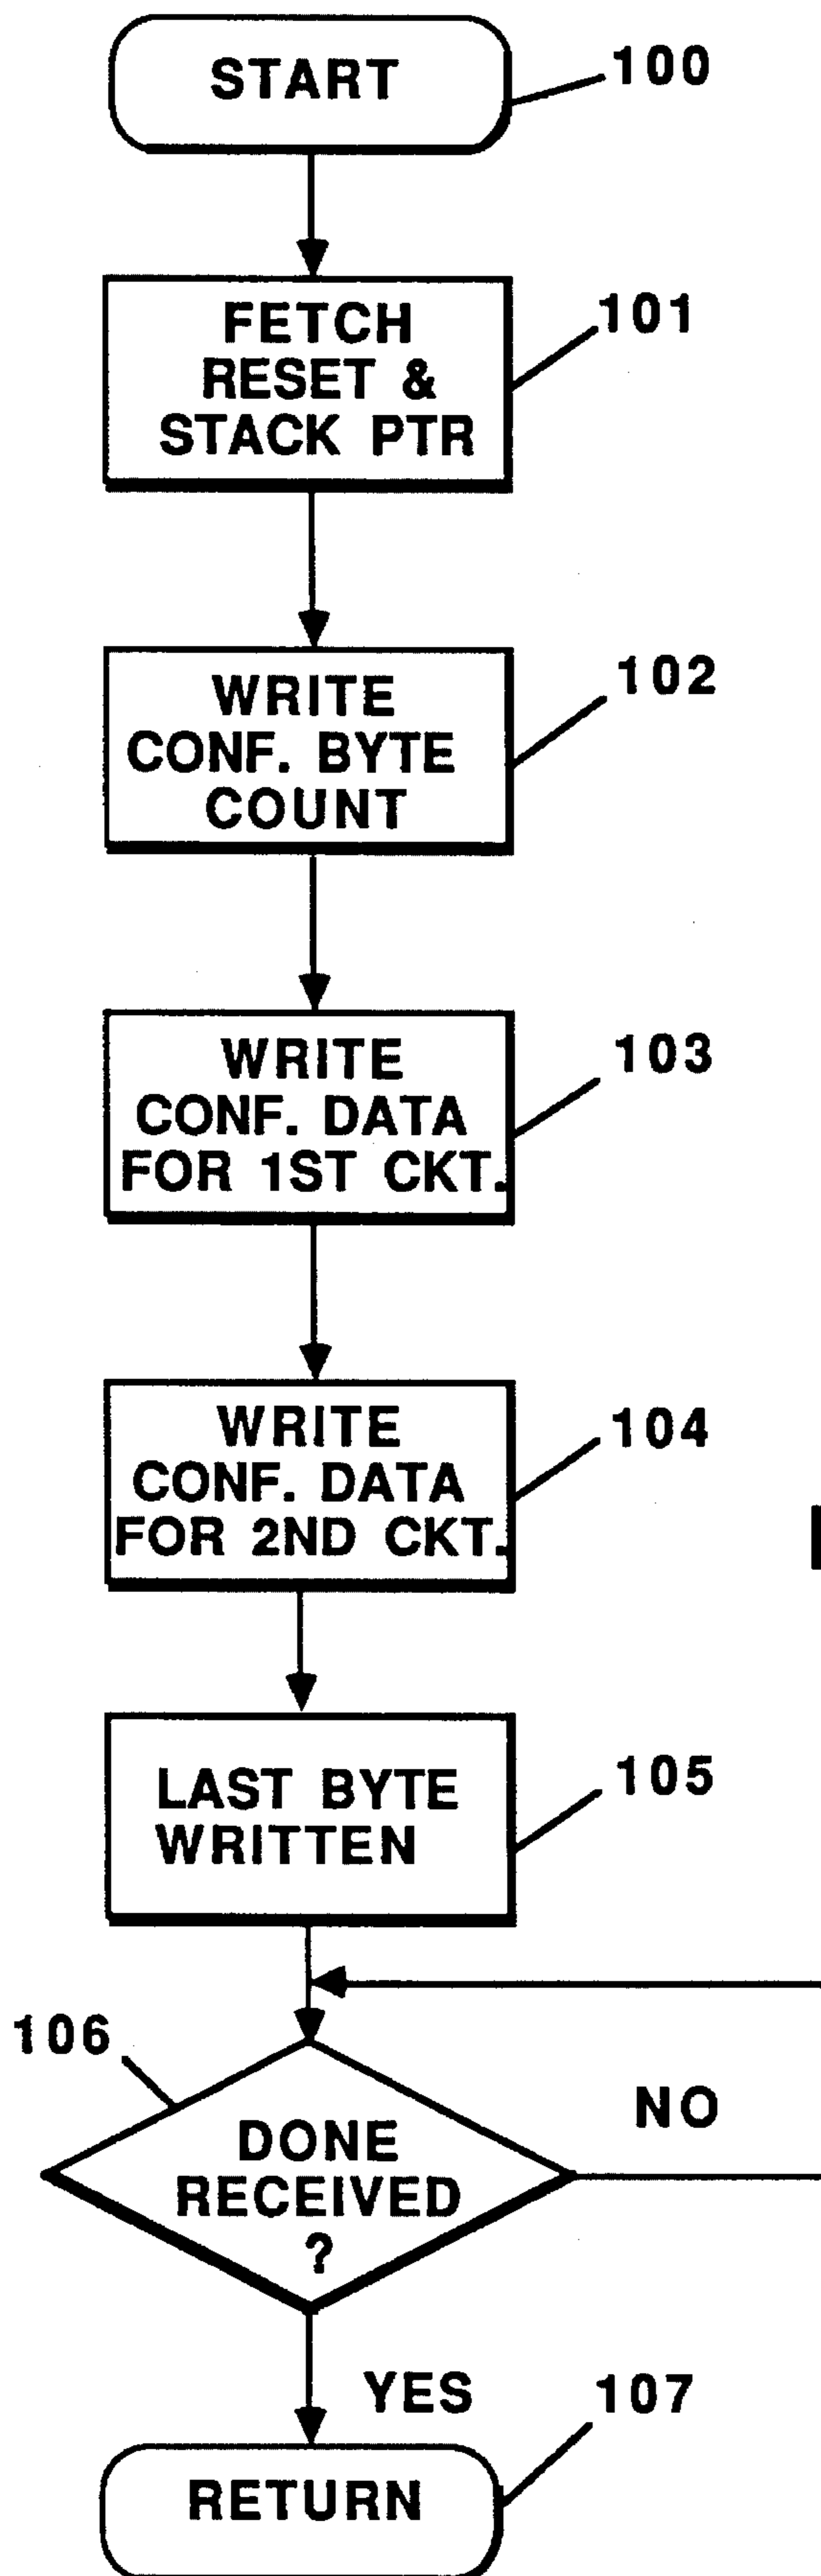 START
100
FETCH
RESET &
STACK PTR
101
WRITE
CONF. BYTE
COUNT
102
WRITE
CONF. DATA
FOR 1ST CKT.
103
WRITE
CONF. DATA
FOR 2ND CKT.
104
LAST BYTE
WRITTEN
105
106
DONE
RECEIVED
?
NO
YES
RETURN
107